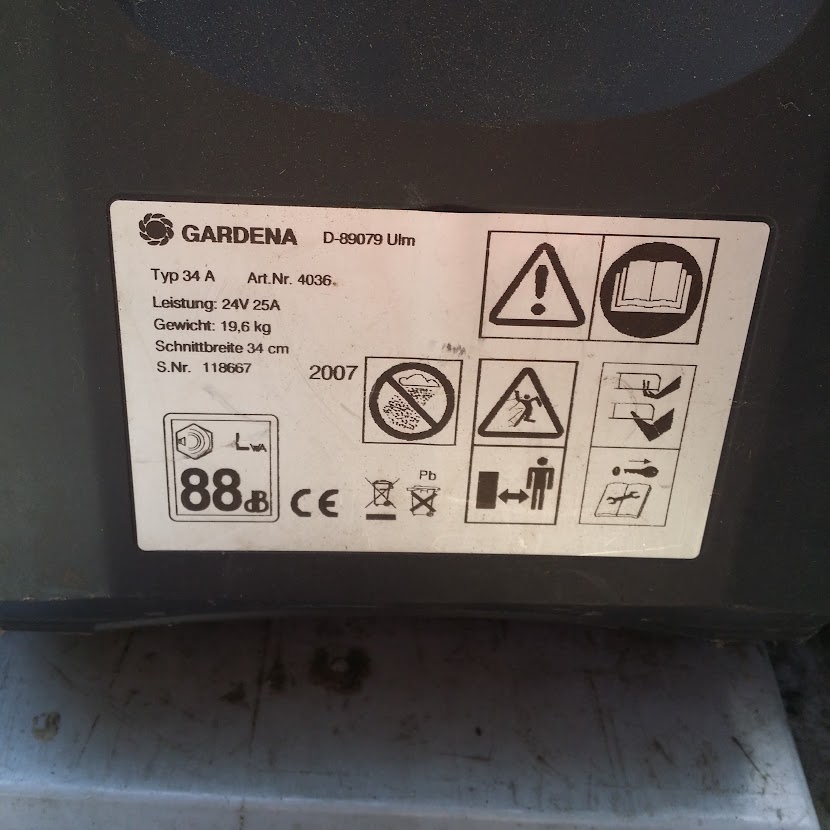 GARDENA D-89079 Ulm
Typ 34 A Art.Nr. 4036.
Leistung: 24V 25A
Gewicht: 19,6 kg
Schnittbreite 34 cm
S.Nr. 118667
2007
LWA
88dB
CE
Pb